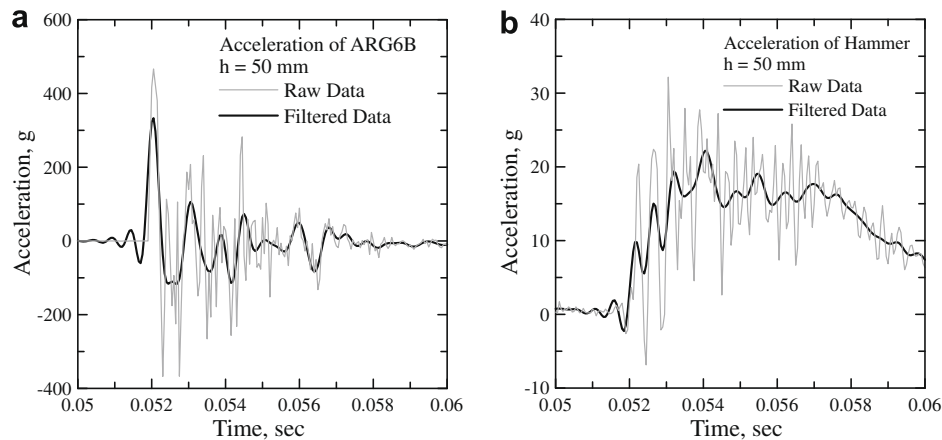 a
Acceleration of ARG6B
h = 50 mm
Raw Data
Filtered Data
Acceleration, g
600
400
200
0
-200
-400
0.05
0.052
0.054
0.056
0.058
0.06
Time, sec
b
Acceleration of Hammer
h = 50 mm
Raw Data
Filtered Data
Acceleration, g
40
30
20
10
0
-10
0.05
0.052
0.054
0.056
0.058
0.06
Time, sec